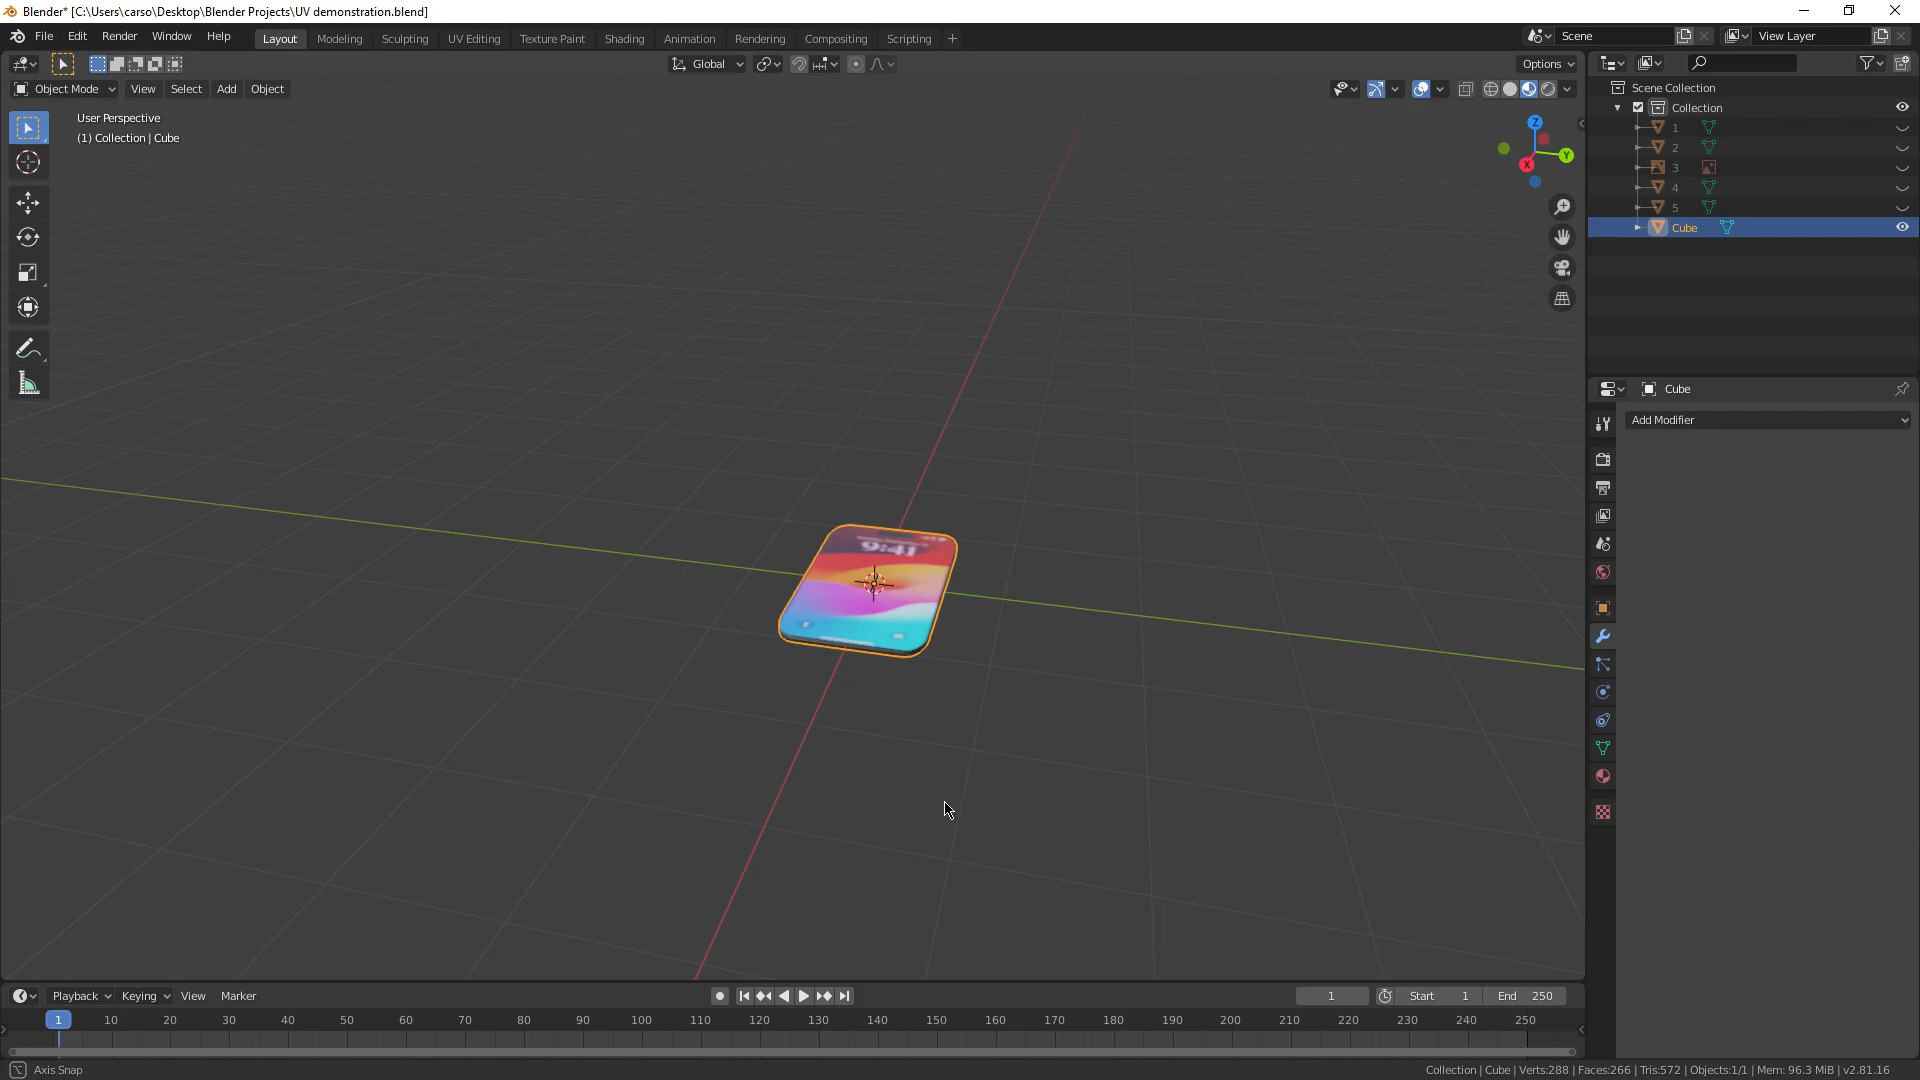 Blender* [C:\Users\carso\Desktop\Blender Projects\UV demonstration.blend]
File Edit Render Window Help
Layout Modeling Sculpting UV Editing Texture Paint Shading Animation Rendering Compositing Scripting +
Scene
View Layer
Global
Options
Object Mode View Select Add Object
User Perspective
(1) Collection | Cube
Z
Y
X
9:41
Scene Collection
Collection
1
2
3
4
5
Cube
Cube
Add Modifier
Playback Keying View Marker
1
Start 1
End 250
1 10 20 30 40 50 60 70 80 90 100 110 120 130 140 150 160 170 180 190 200 210 220 230 240 250
Axis Snap
Collection | Cube | Verts:288 | Faces:266 | Tris:572 | Objects:1/1 | Mem: 96.3 MiB | v2.81.16